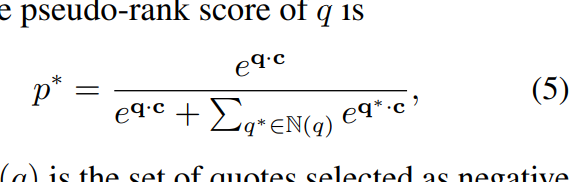 pseudo-rank score of q is
p* = e^{q·c} / (e^{q·c} + ∑_{q*∈ℕ(q)} e^{q*·c}), (5)
(q) is the set of quotes selected as negative